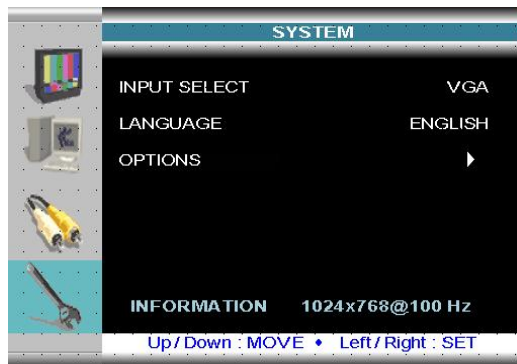 SYSTEM
INPUT SELECT VGA
LANGUAGE ENGLISH
OPTIONS
INFORMATION 1024x768@100 Hz
Up / Down : MOVE • Left / Right : SET